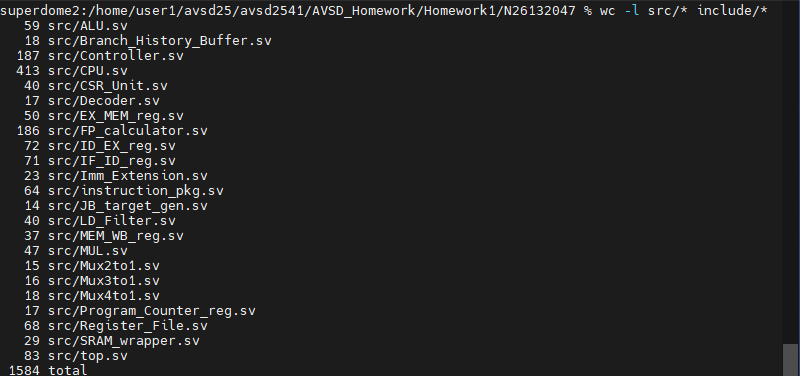 superdome2:/home/user1/avsd25/avsd2541/AVSD_Homework/Homework1/N26132047 % wc -l src/* include/*
59 src/ALU.sv
18 src/Branch_History_Buffer.sv
187 src/Controller.sv
413 src/CPU.sv
40 src/CSR_Unit.sv
17 src/Decoder.sv
50 src/EX_MEM_reg.sv
186 src/FP_calculator.sv
72 src/ID_EX_reg.sv
71 src/IF_ID_reg.sv
23 src/Imm_Extension.sv
64 src/instruction_pkg.sv
14 src/JB_target_gen.sv
40 src/LD_Filter.sv
37 src/MEM_WB_reg.sv
47 src/MUL.sv
15 src/Mux2to1.sv
16 src/Mux3to1.sv
18 src/Mux4to1.sv
17 src/Program_Counter_reg.sv
68 src/Register_File.sv
29 src/SRAM_wrapper.sv
83 src/top.sv
1584 total